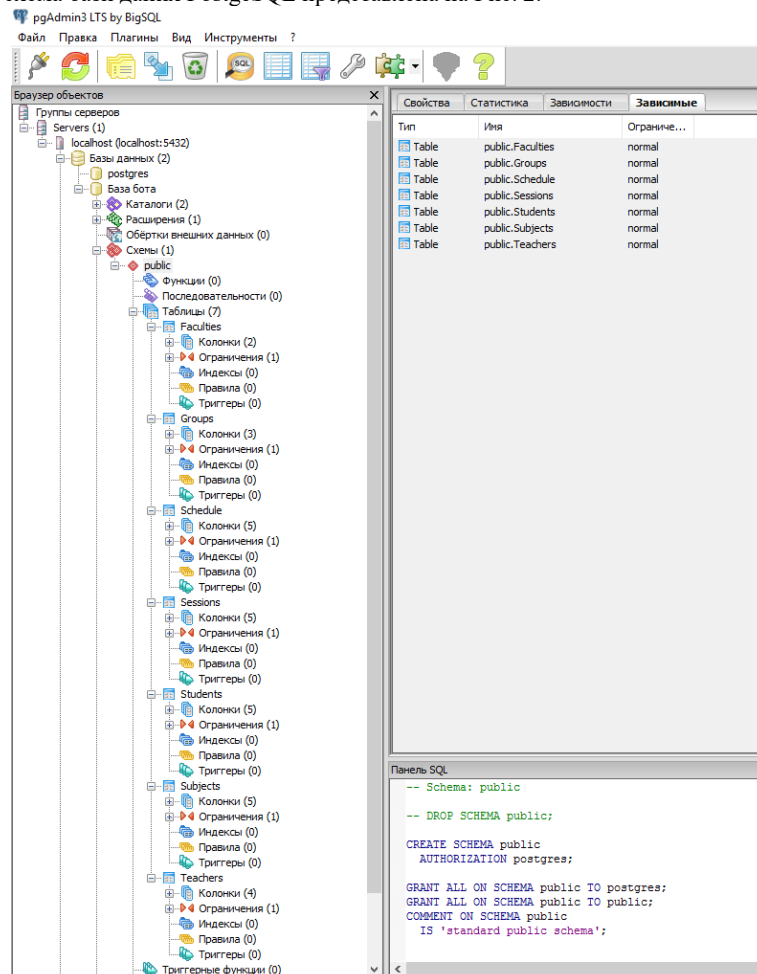 pgAdmin3 LTS by BigSQL
Файл Правка Плагины Вид Инструменты ?
SQL
Браузер объектов X
Группы серверов
Servers (1)
localhost (localhost:5432)
Базы данных (2)
postgres
База бота
Каталоги (2)
Расширения (1)
Обёртки внешних данных (0)
Схемы (1)
public
Функции (0)
Последовательности (0)
Таблицы (7)
Faculties
Колонки (2)
Ограничения (1)
Индексы (0)
Правила (0)
Триггеры (0)
Groups
Колонки (3)
Ограничения (1)
Индексы (0)
Правила (0)
Триггеры (0)
Schedule
Колонки (5)
Ограничения (1)
Индексы (0)
Правила (0)
Триггеры (0)
Sessions
Колонки (5)
Ограничения (1)
Индексы (0)
Правила (0)
Триггеры (0)
Students
Колонки (5)
Ограничения (1)
Индексы (0)
Правила (0)
Триггеры (0)
Subjects
Колонки (5)
Ограничения (1)
Индексы (0)
Правила (0)
Триггеры (0)
Teachers
Колонки (4)
Ограничения (1)
Индексы (0)
Правила (0)
Триггеры (0)
Триггерные функции (0)
Свойства Статистика Зависимости Зависимые
Тип Имя Ограниче...
Table public.Faculties normal
Table public.Groups normal
Table public.Schedule normal
Table public.Sessions normal
Table public.Students normal
Table public.Subjects normal
Table public.Teachers normal
Панель SQL
-- Schema: public
-- DROP SCHEMA public;
CREATE SCHEMA public
AUTHORIZATION postgres;
GRANT ALL ON SCHEMA public TO postgres;
GRANT ALL ON SCHEMA public TO public;
COMMENT ON SCHEMA public
IS 'standard public schema';